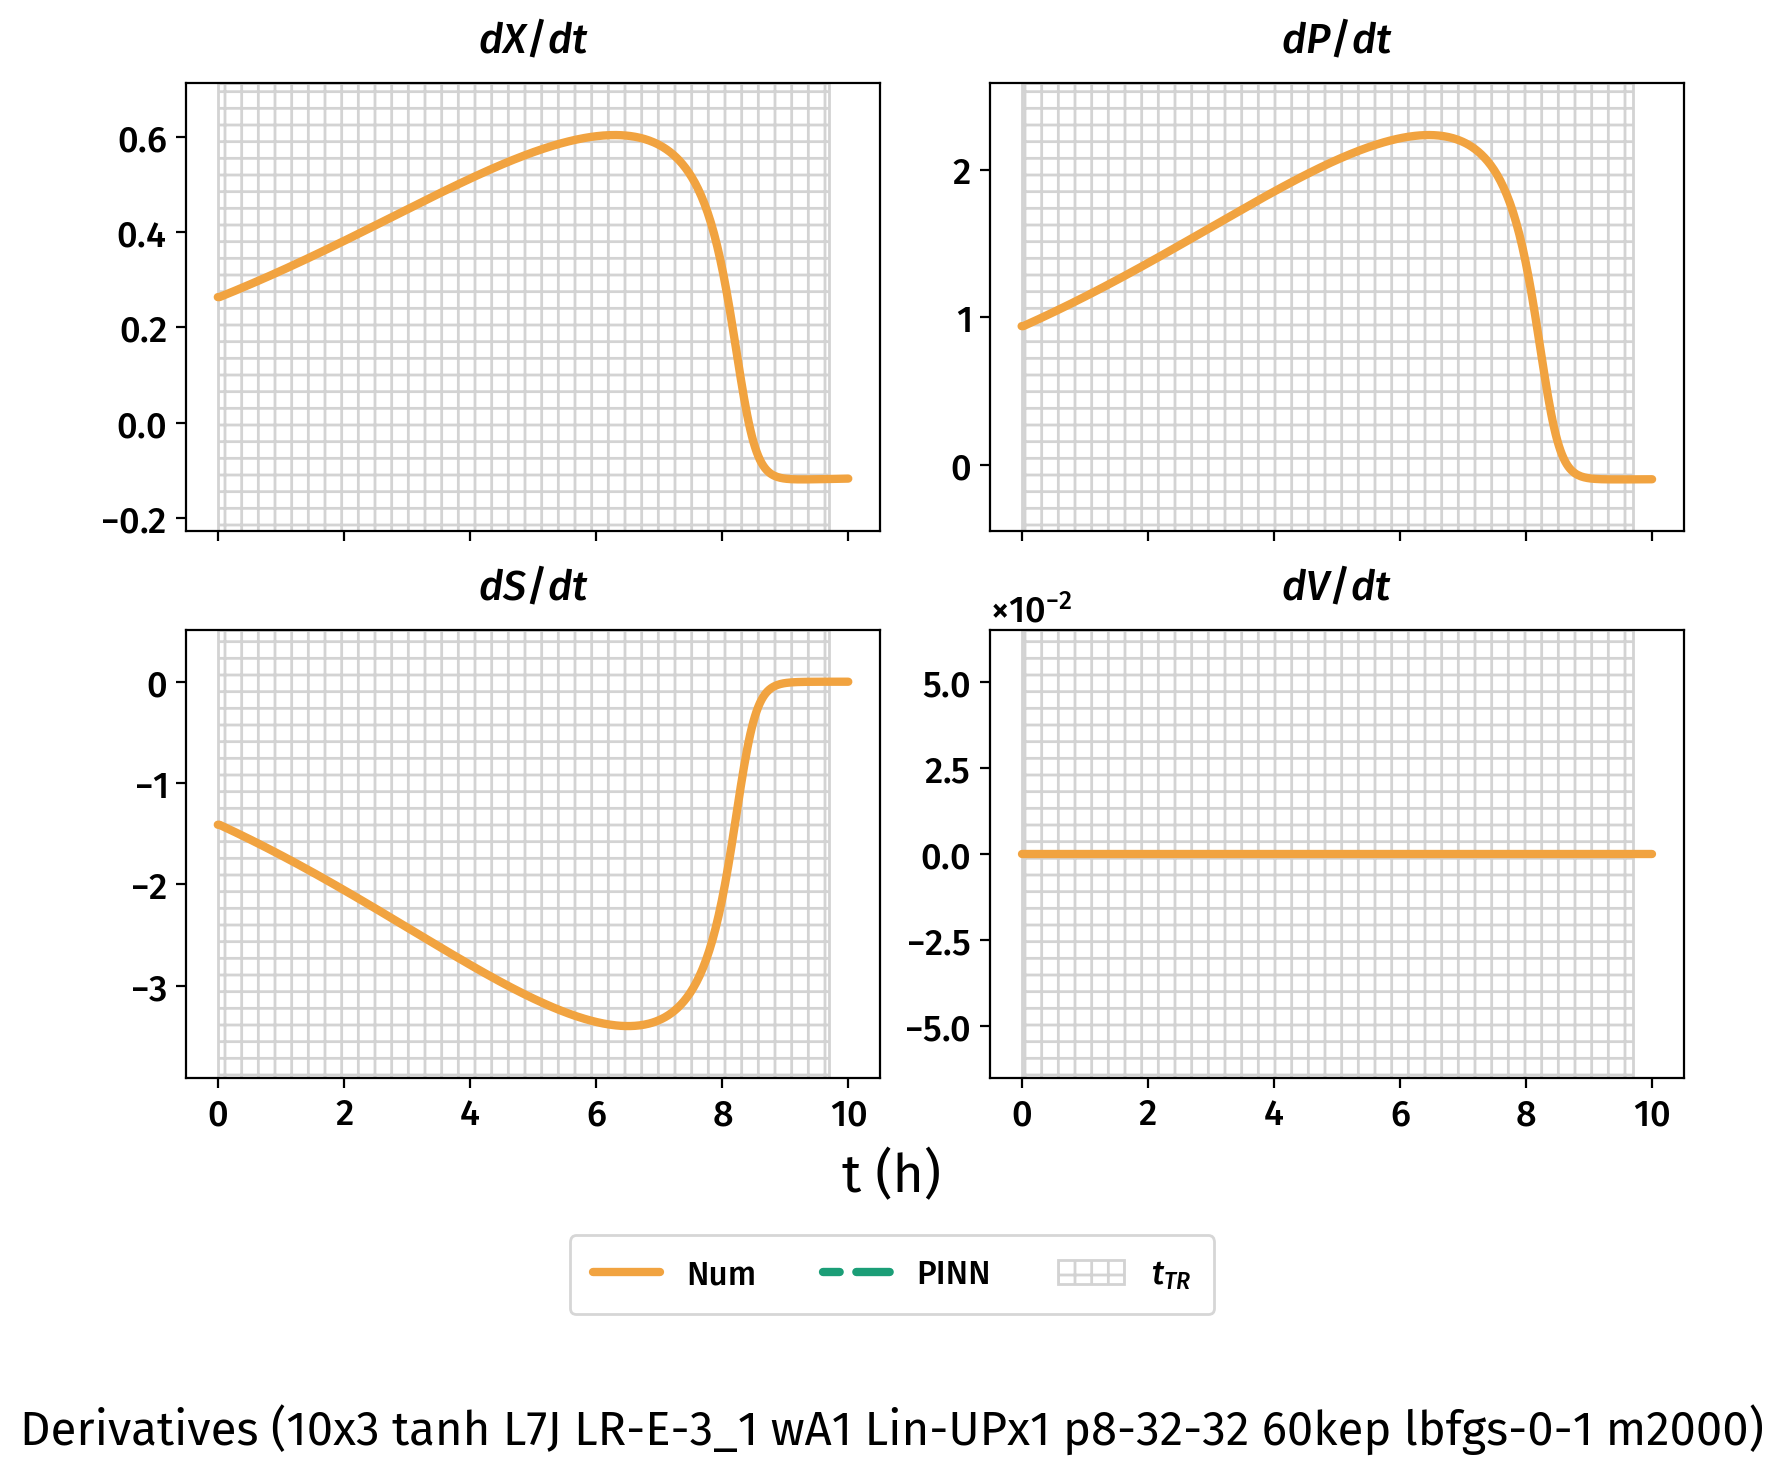 dX/dt
dP/dt
0.6
0.4
0.2
0.0
−0.2
2
1
0
dS/dt
dV/dt
×10⁻²
0
−1
−2
−3
5.0
2.5
0.0
−2.5
−5.0
0 2 4 6 8 10
0 2 4 6 8 10
t (h)
Num PINN t_TR
Derivatives (10x3 tanh L7J LR-E-3_1 wA1 Lin-UPx1 p8-32-32 60kep lbfgs-0-1 m2000)